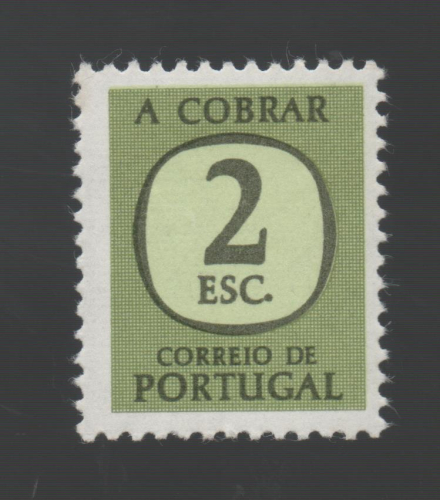 A COBRAR
2
ESC.
CORREIO DE
PORTUGAL